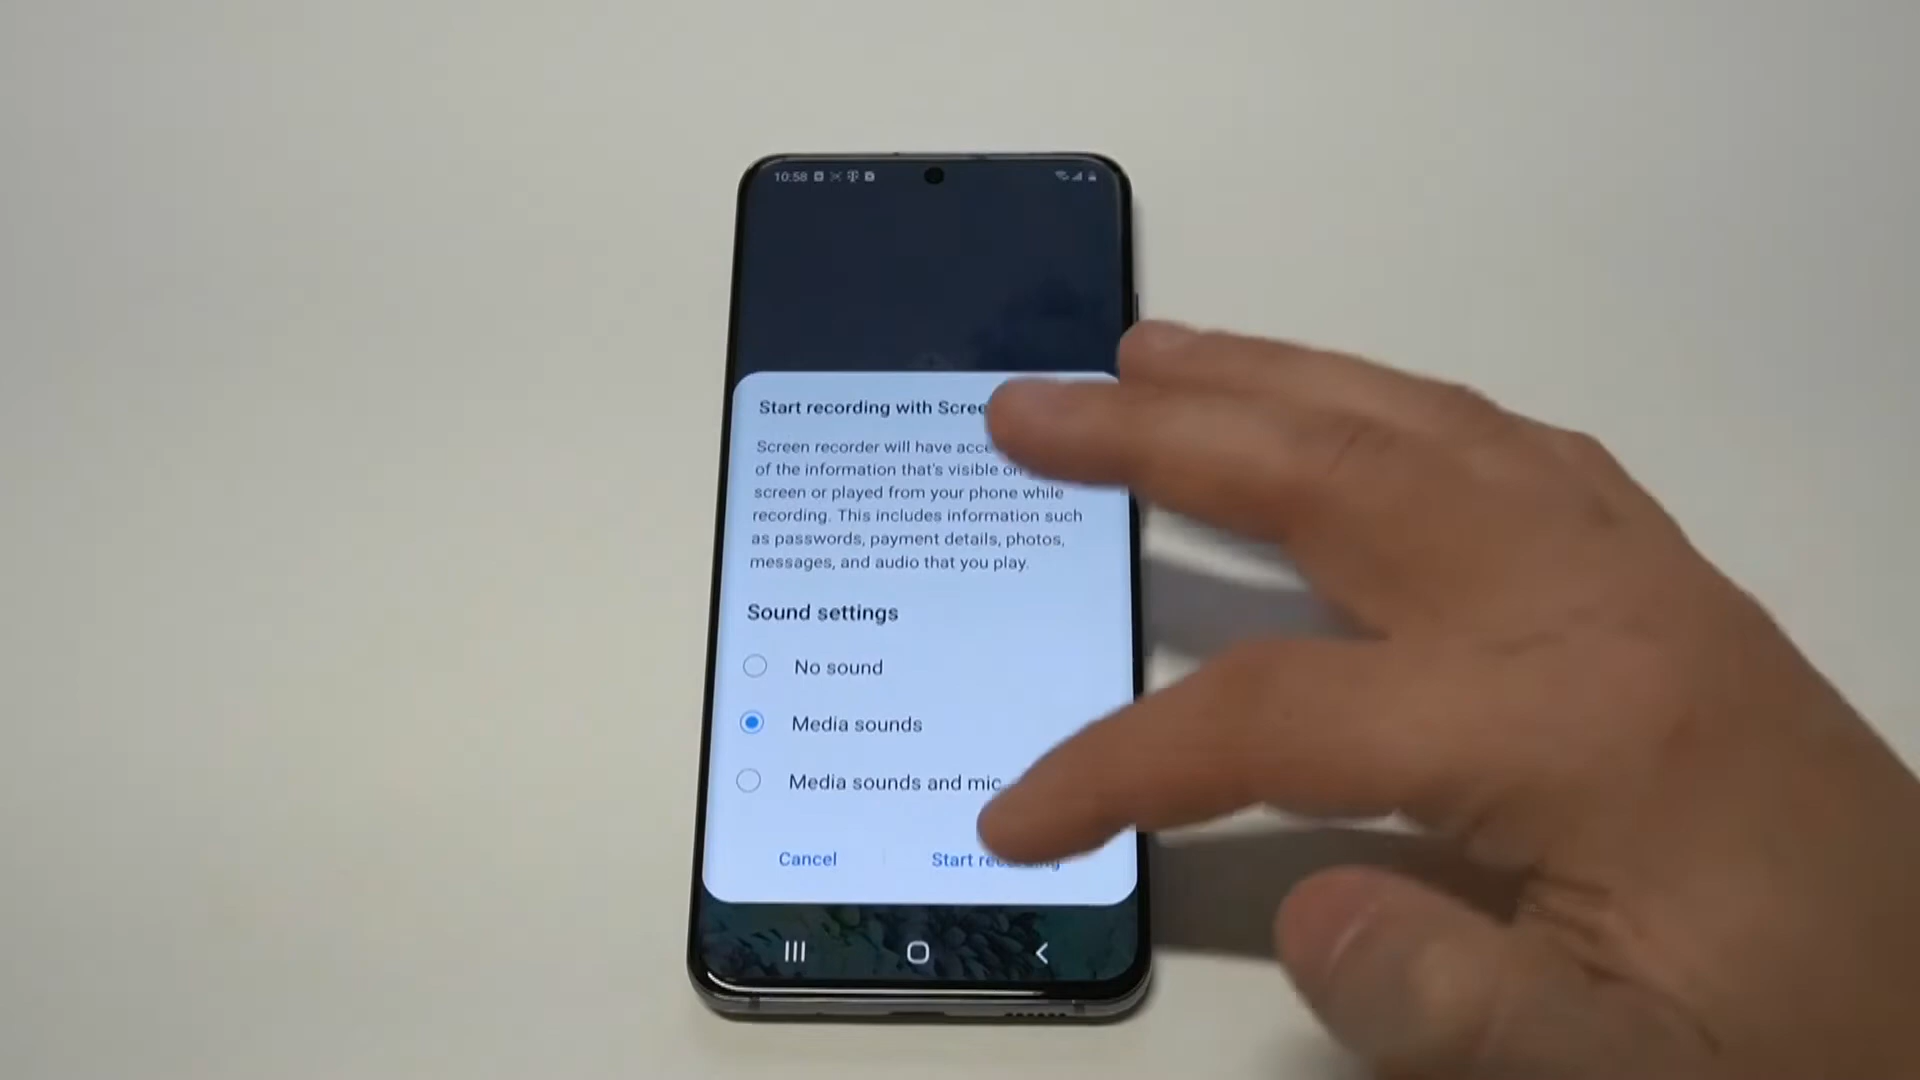 10:58
Start recording with Scree
Screen recorder will have acce
of the information that's visible on
screen or played from your phone while
recording. This includes information such
as passwords, payment details, photos,
messages, and audio that you play.
Sound settings
No sound
Media sounds
Media sounds and mic
Cancel
Start recording